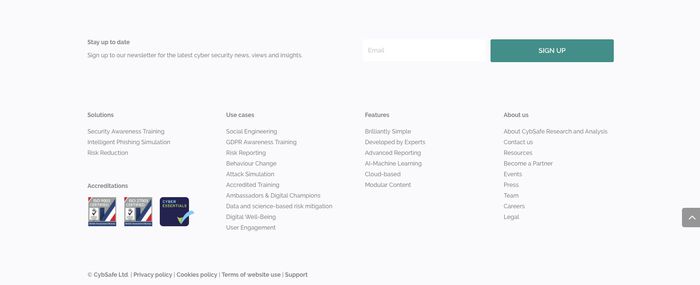 Stay up to date
Sign up to our newsletter for the latest cyber security news, views and insights.
Email
SIGN UP
Solutions
Security Awareness Training
Intelligent Phishing Simulation
Risk Reduction
Accreditations
ISO 9001
CERTIFIED
ISO 27001
CERTIFIED
CYBER
ESSENTIALS
Use cases
Social Engineering
GDPR Awareness Training
Risk Reporting
Behaviour Change
Attack Simulation
Accredited Training
Ambassadors & Digital Champions
Data and science-based risk mitigation
Digital Well-Being
User Engagement
Features
Brilliantly Simple
Developed by Experts
Advanced Reporting
AI-Machine Learning
Cloud-based
Modular Content
About us
About CybSafe Research and Analysis
Contact us
Resources
Become a Partner
Events
Press
Team
Careers
Legal
© CybSafe Ltd. | Privacy policy | Cookies policy | Terms of website use | Support